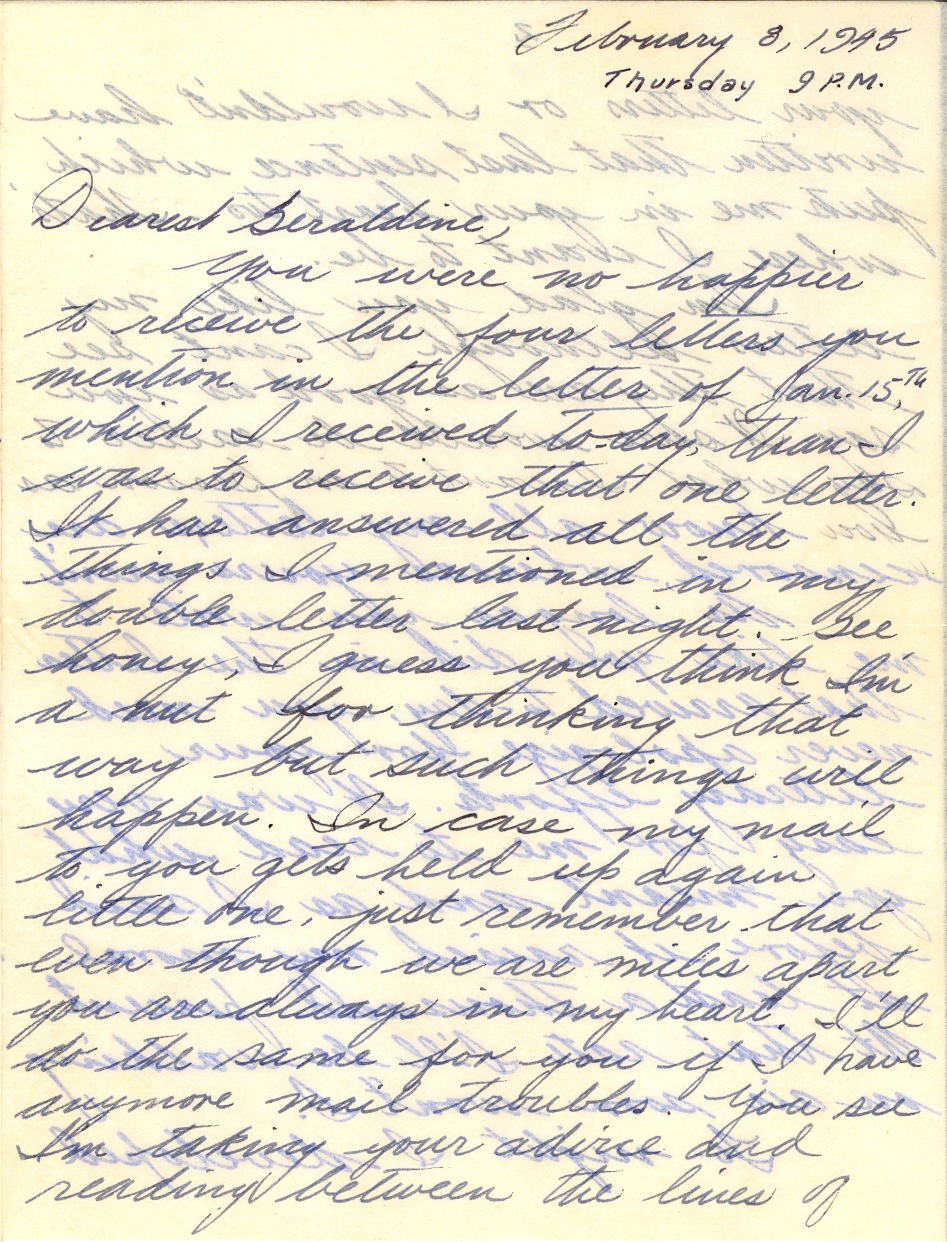 February 8, 1945
Thursday 9 P.M.
Dearest Geraldine,
You were no happier
to receive the four letters you
mention in the letter of Jan. 15,th
which I received to-day, than I
was to receive that one letter.
It has answered all the
things I mentioned in my
double letter last night. Gee
honey, I guess you think I'm
a nut for thinking that
way but such things will
happen. In case my mail
to you gets held up again
little one, just remember that
even though we are miles apart
you are always in my heart. I'll
do the same for you if I have
anymore mail troubles. You see
I'm taking your advice and
reading between the lines of